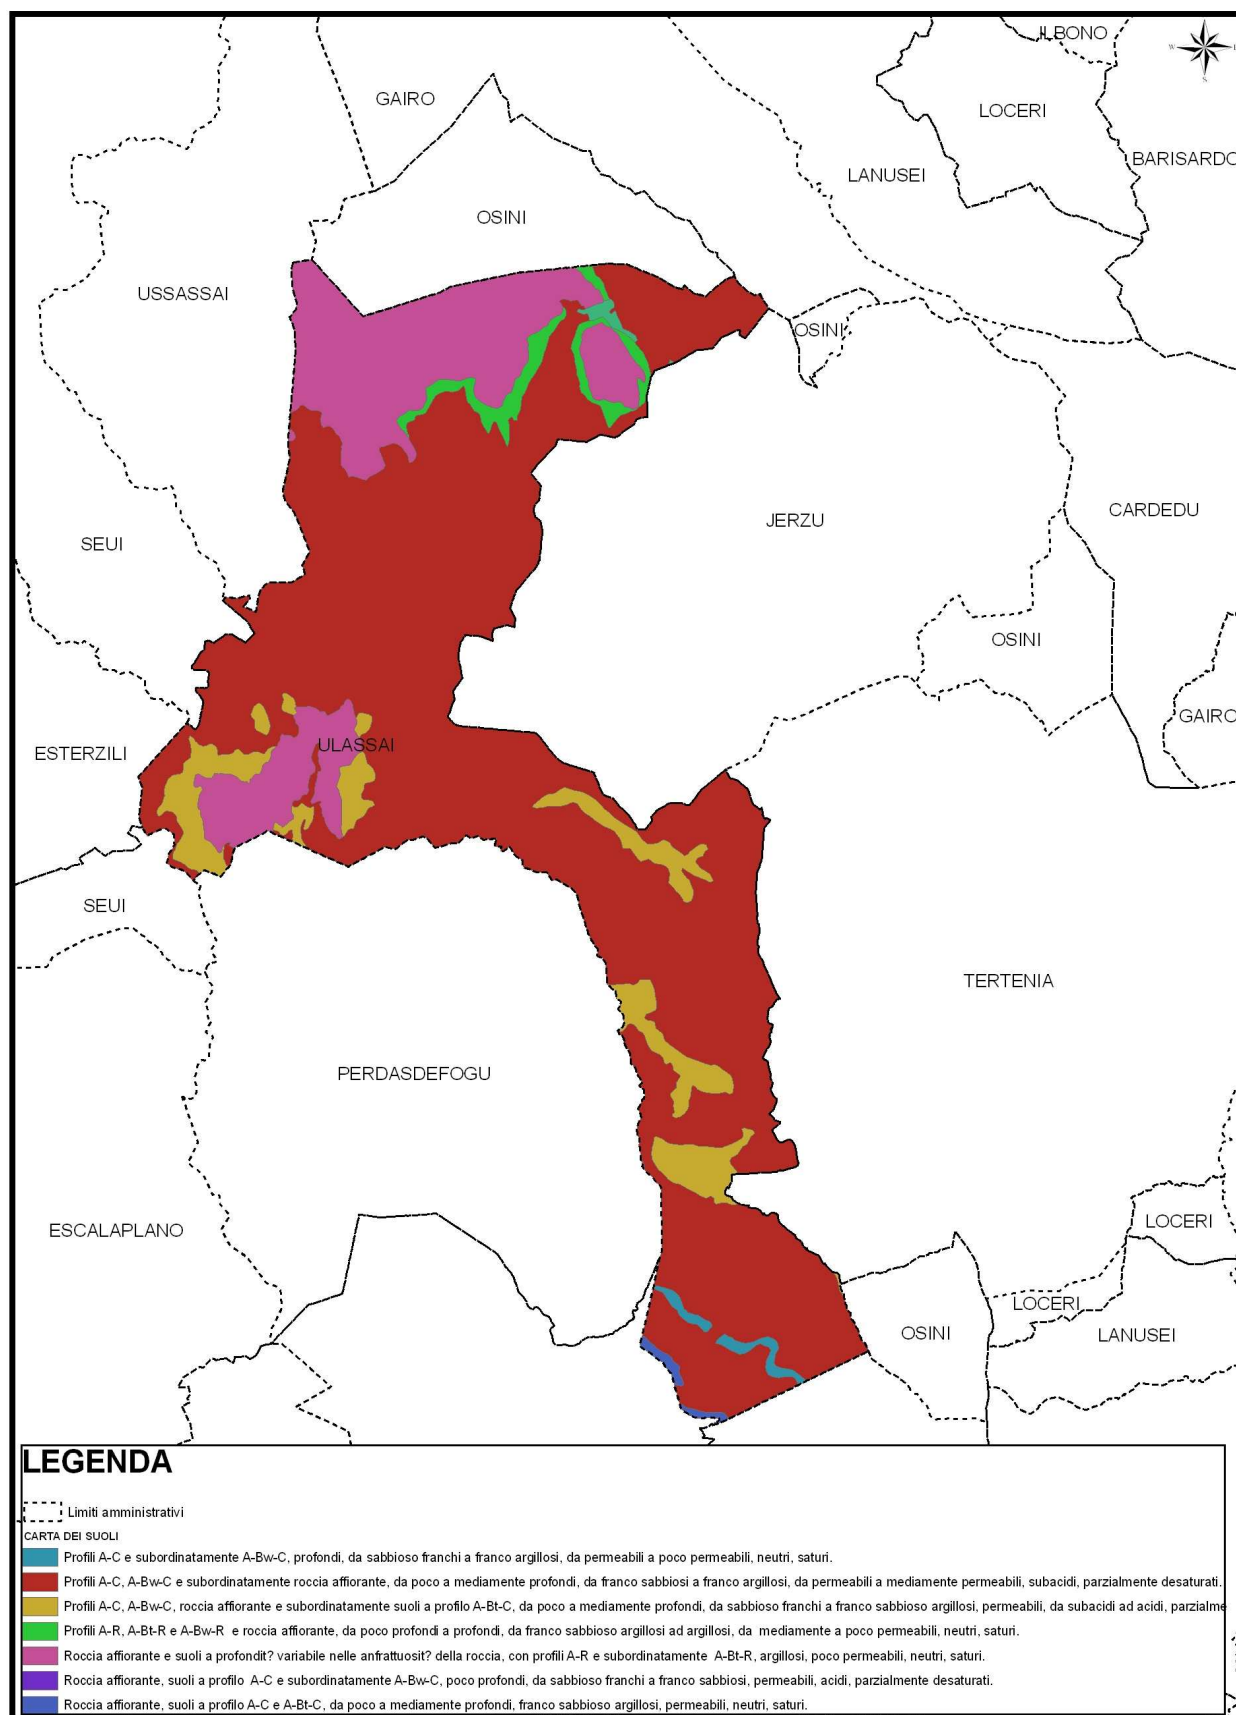 ILBONO
GAIRO
LOCERI
W
E
S
BARISARDO
LANUSEI
OSINI
USSASSAI
OSINI
JERZU
CARDEDU
SEUI
OSINI
GAIRO
ESTERZILI
ULASSAI
SEUI
TERTENIA
PERDASDEFOGU
ESCALAPLANO
LOCERI
LOCERI
OSINI
LANUSEI
LEGENDA
Limiti amministrativi
CARTA DEI SUOLI
Profili A-C e subordinatamente A-Bw-C, profondi, da sabbioso franchi a franco argillosi, da permeabili a poco permeabili, neutri, saturi.
Profili A-C, A-Bw-C e subordinatamente roccia affiorante, da poco a mediamente profondi, da franco sabbiosi a franco argillosi, da permeabili a mediamente permeabili, subacidi, parzialmente desaturati.
Profili A-C, A-Bw-C, roccia affiorante e subordinatamente suoli a profilo A-Bt-C, da poco a mediamente profondi, da sabbioso franchi a franco sabbioso argillosi, permeabili, da subacidi ad acidi, parzialme
Profili A-R, A-Bt-R e A-Bw-R e roccia affiorante, da poco profondi a profondi, da franco sabbioso argillosi ad argillosi, da mediamente a poco permeabili, neutri, saturi.
Roccia affiorante e suoli a profondit? variabile nelle anfrattuosit? della roccia, con profili A-R e subordinatamente A-Bt-R, argillosi, poco permeabili, neutri, saturi.
Roccia affiorante, suoli a profilo A-C e subordinatamente A-Bw-C, poco profondi, da sabbioso franchi a franco sabbiosi, permeabili, acidi, parzialmente desaturati.
Roccia affiorante, suoli a profilo A-C e A-Bt-C, da poco a mediamente profondi, franco sabbioso argillosi, permeabili, neutri, saturi.